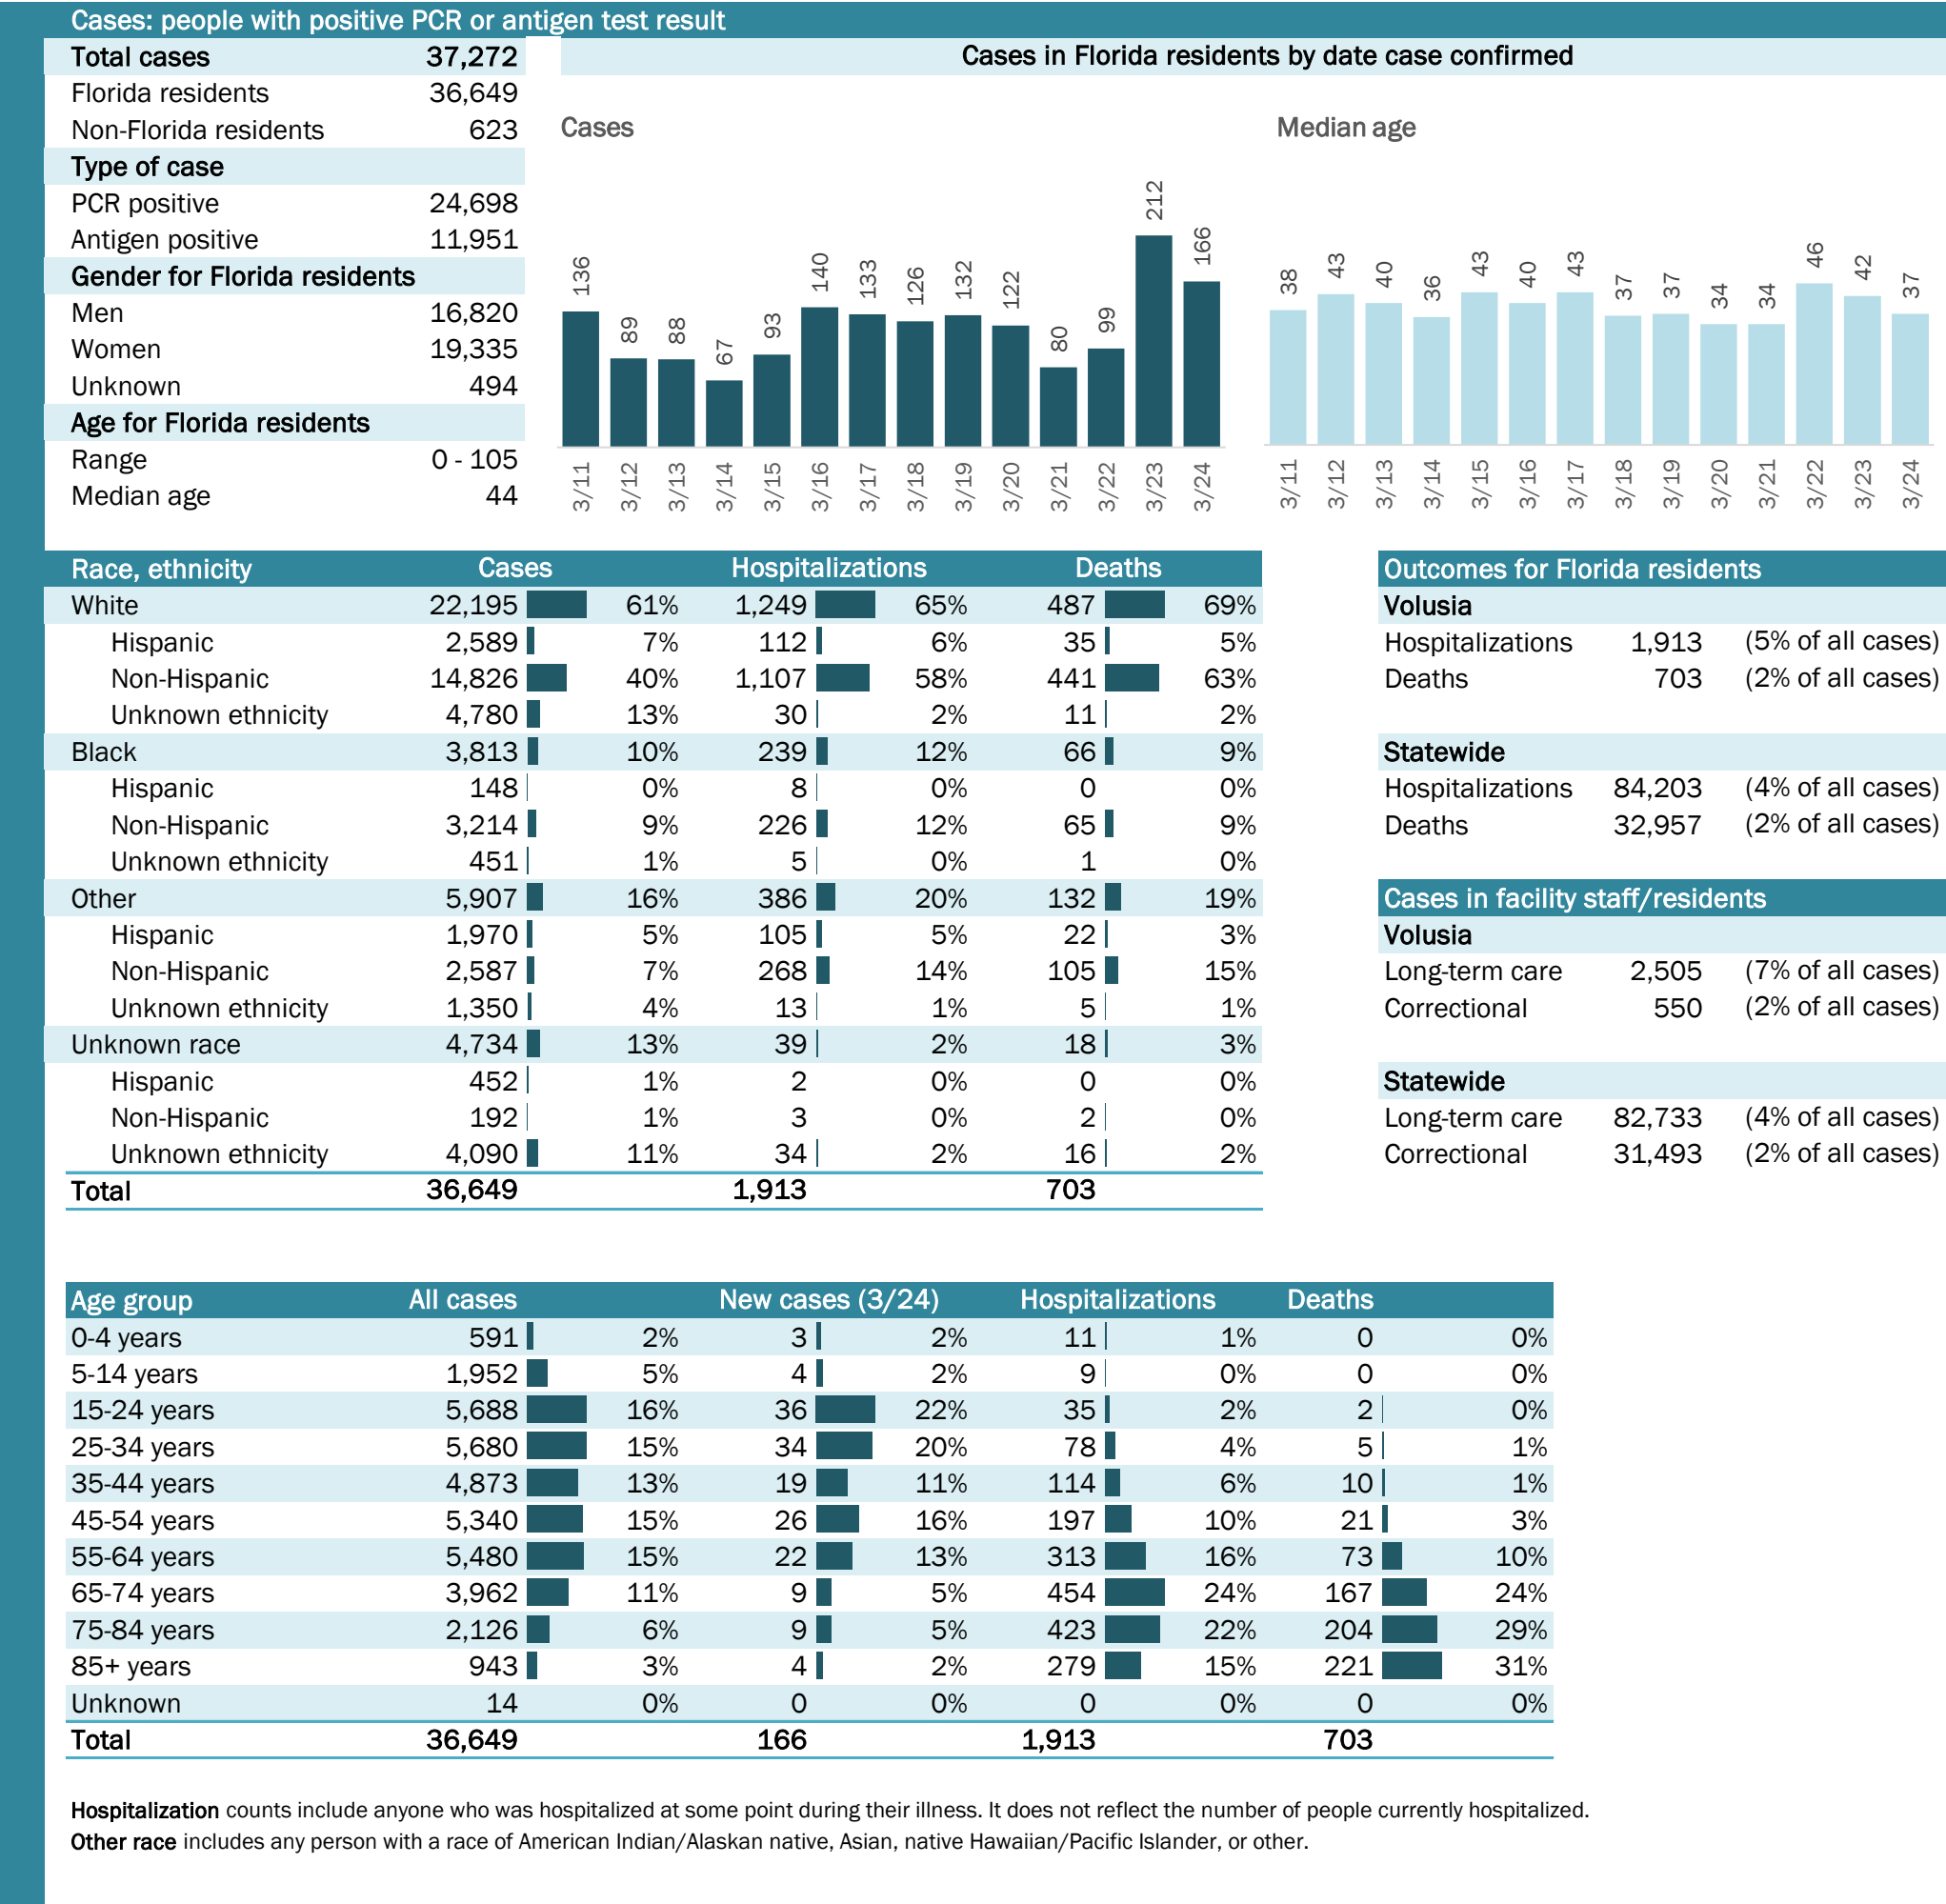 Cases: people with positive PCR or antigen test result
Total cases 37,272
Florida residents 36,649
Non-Florida residents 623
Type of case
PCR positive 24,698
Antigen positive 11,951
Gender for Florida residents
Men 16,820
Women 19,335
Unknown 494
Age for Florida residents
Range 0 - 105
Median age 44
Cases in Florida residents by date case confirmed
Cases
136 89 88 67 93 140 133 126 132 122 80 99 212 166
3/11 3/12 3/13 3/14 3/15 3/16 3/17 3/18 3/19 3/20 3/21 3/22 3/23 3/24
Median age
38 43 40 36 43 40 43 37 37 34 34 46 42 37
3/11 3/12 3/13 3/14 3/15 3/16 3/17 3/18 3/19 3/20 3/21 3/22 3/23 3/24
Race, ethnicity Cases Hospitalizations Deaths
White 22,195 61% 1,249 65% 487 69%
Hispanic 2,589 7% 112 6% 35 5%
Non-Hispanic 14,826 40% 1,107 58% 441 63%
Unknown ethnicity 4,780 13% 30 2% 11 2%
Black 3,813 10% 239 12% 66 9%
Hispanic 148 0% 8 0% 0 0%
Non-Hispanic 3,214 9% 226 12% 65 9%
Unknown ethnicity 451 1% 5 0% 1 0%
Other 5,907 16% 386 20% 132 19%
Hispanic 1,970 5% 105 5% 22 3%
Non-Hispanic 2,587 7% 268 14% 105 15%
Unknown ethnicity 1,350 4% 13 1% 5 1%
Unknown race 4,734 13% 39 2% 18 3%
Hispanic 452 1% 2 0% 0 0%
Non-Hispanic 192 1% 3 0% 2 0%
Unknown ethnicity 4,090 11% 34 2% 16 2%
Total 36,649 1,913 703
Outcomes for Florida residents
Volusia
Hospitalizations 1,913 (5% of all cases)
Deaths 703 (2% of all cases)
Statewide
Hospitalizations 84,203 (4% of all cases)
Deaths 32,957 (2% of all cases)
Cases in facility staff/residents
Volusia
Long-term care 2,505 (7% of all cases)
Correctional 550 (2% of all cases)
Statewide
Long-term care 82,733 (4% of all cases)
Correctional 31,493 (2% of all cases)
Age group All cases New cases (3/24) Hospitalizations Deaths
0-4 years 591 2% 3 2% 11 1% 0 0%
5-14 years 1,952 5% 4 2% 9 0% 0 0%
15-24 years 5,688 16% 36 22% 35 2% 2 0%
25-34 years 5,680 15% 34 20% 78 4% 5 1%
35-44 years 4,873 13% 19 11% 114 6% 10 1%
45-54 years 5,340 15% 26 16% 197 10% 21 3%
55-64 years 5,480 15% 22 13% 313 16% 73 10%
65-74 years 3,962 11% 9 5% 454 24% 167 24%
75-84 years 2,126 6% 9 5% 423 22% 204 29%
85+ years 943 3% 4 2% 279 15% 221 31%
Unknown 14 0% 0 0% 0 0% 0 0%
Total 36,649 166 1,913 703
Hospitalization counts include anyone who was hospitalized at some point during their illness. It does not reflect the number of people currently hospitalized.
Other race includes any person with a race of American Indian/Alaskan native, Asian, native Hawaiian/Pacific Islander, or other.